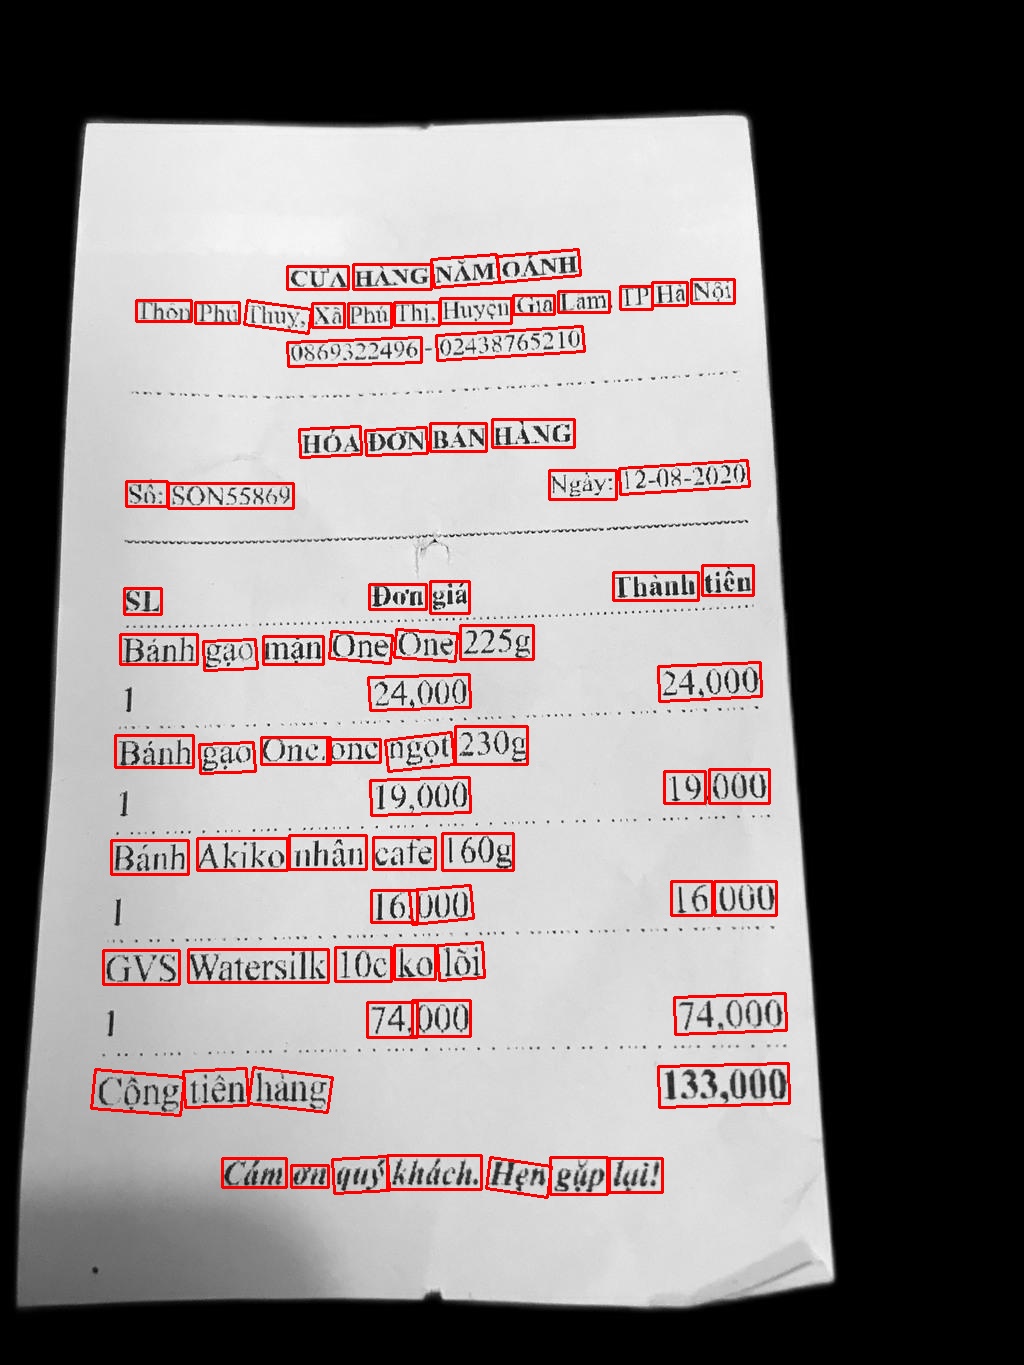 CỬA HÀNG NĂM OÁNH
Thôn Phú Thuỵ, Xã Phú Thị, Huyện Gia Lâm, TP Hà Nội
0869322496 - 02438765210
HÓA ĐƠN BÁN HÀNG
Số: SON55869 Ngày: 12-08-2020
SL Đơn giá Thành tiền
Bánh gạo mặn One One 225g
1 24,000 24,000
Bánh gạo One.one ngọt 230g
1 19,000 19,000
Bánh Akiko nhân cafe 160g
1 16,000 16,000
GVS Watersilk 10c ko lõi
1 74,000 74,000
Cộng tiền hàng 133,000
Cám ơn quý khách. Hẹn gặp lại!